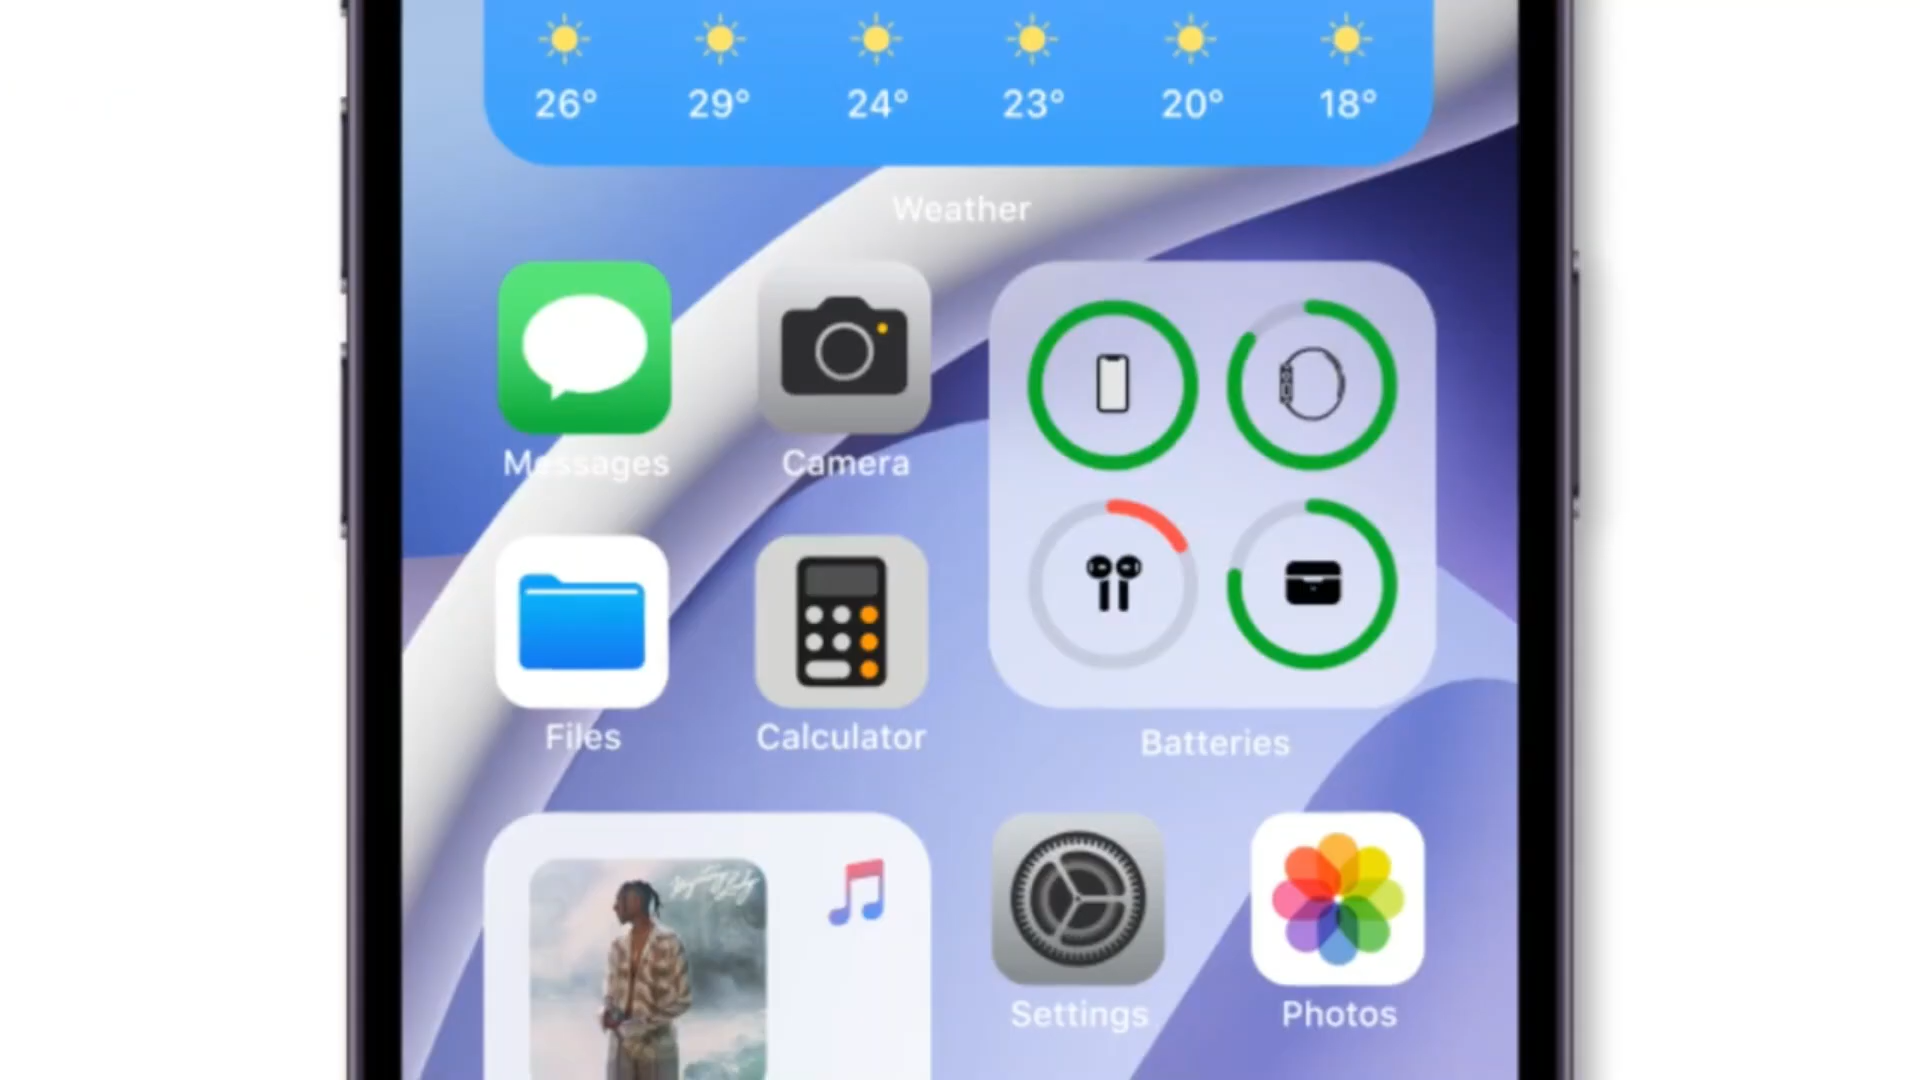 26° 29° 24° 23° 20° 18°
Weather
Messages Camera
Files Calculator
Batteries
Settings Photos